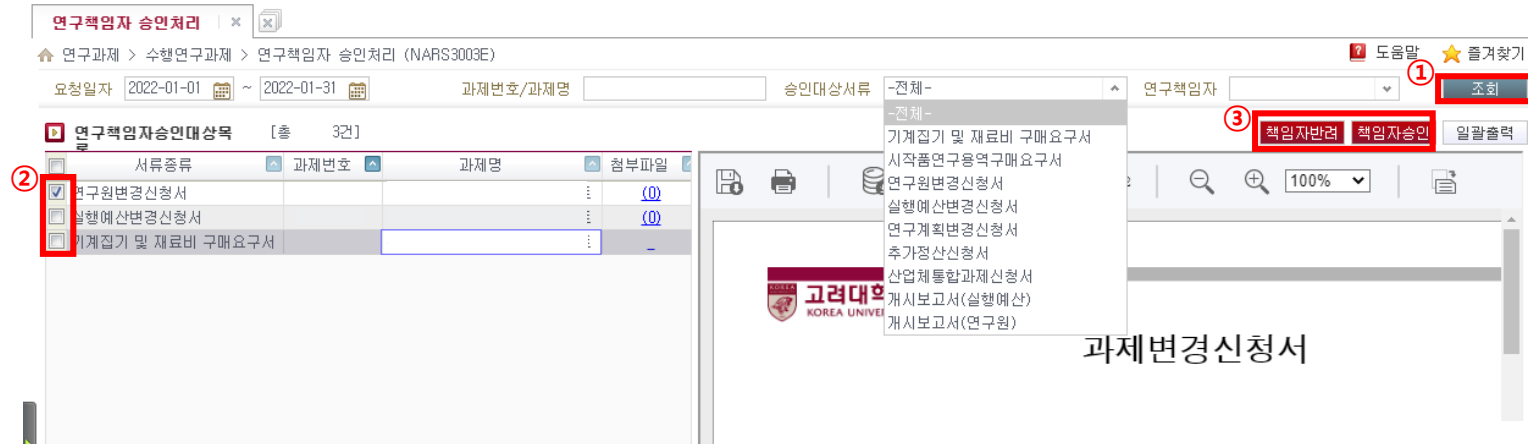 연구책임자 승인처리
연구과제 > 수행연구과제 > 연구책임자 승인처리 (NARS3003E)
도움말
즐겨찾기
①
요청일자 2022-01-01 ~ 2022-01-31 과제번호/과제명 승인대상서류 -전체- 연구책임자 조회
-전체-
기계집기 및 재료비 구매요구서
시작품연구용역구매요구서
연구원변경신청서
실행예산변경신청서
연구계획변경신청서
추가정산신청서
산업체통합과제신청서
개시보고서(실행예산)
개시보고서(연구원)
연구책임자승인대상목 [총 3건]
③
책임자반려 책임자승인 일괄출력
서류종류 과제번호 과제명 첨부파일
②
연구원변경신청서 (0)
실행예산변경신청서 (0)
기계집기 및 재료비 구매요구서 _
100%
고려대학
KOREA
KOREA UNIVE
과제변경신청서